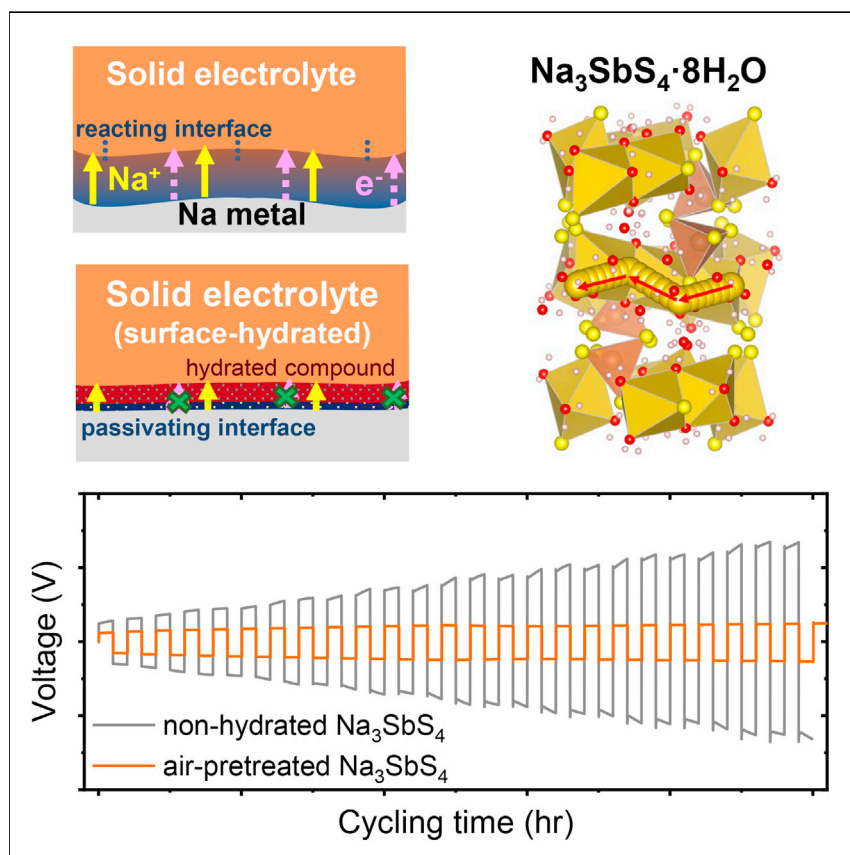 Solid electrolyte
reacting interface
Na⁺
e⁻
Na metal
Solid electrolyte
(surface-hydrated)
hydrated compound
passivating interface
Na₃SbS₄·8H₂O
Voltage (V)
non-hydrated Na₃SbS₄
air-pretreated Na₃SbS₄
Cycling time (hr)